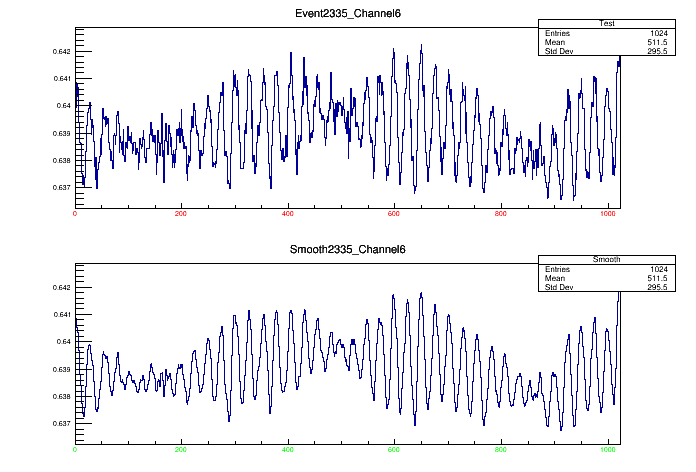 Event2335_Channel6
Test
Entries 1024
Mean 511.5
Std Dev 295.5
0.642
0.641
0.64
0.639
0.638
0.637
0 200 400 600 800 1000
Smooth2335_Channel6
Smooth
Entries 1024
Mean 511.5
Std Dev 295.5
0.642
0.641
0.64
0.639
0.638
0.637
0 200 400 600 800 1000